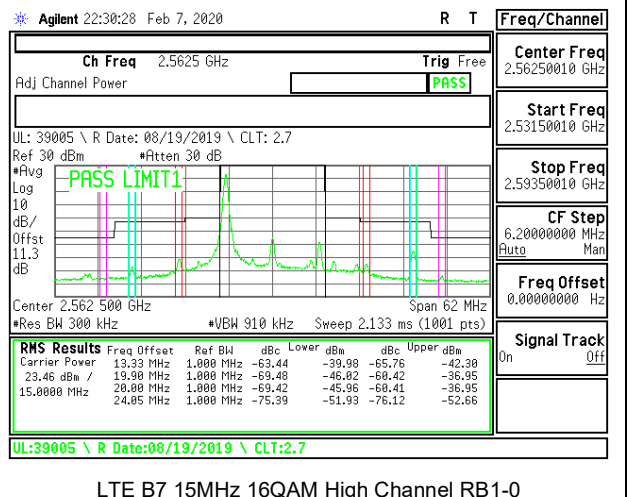 Agilent 22:30:28 Feb 7, 2020 R T
Freq/Channel
Ch Freq 2.5625 GHz Trig Free
Adj Channel Power PASS
UL: 39005 \ R Date: 08/19/2019 \ CLT: 2.7
Ref 30 dBm #Atten 30 dB
#Avg
Log
10
dB/
Offst
11.3
dB
PASS LIMIT1
Center 2.562 500 GHz Span 62 MHz
#Res BW 300 kHz #VBW 910 kHz Sweep 2.133 ms (1001 pts)
RMS Results Freq Offset Ref BW dBc Lower dBm dBc Upper dBm
Carrier Power 13.33 MHz 1.000 MHz -63.44 -39.98 -65.76 -42.30
23.46 dBm / 19.90 MHz 1.000 MHz -69.48 -46.02 -60.42 -36.95
15.0000 MHz 20.00 MHz 1.000 MHz -69.42 -45.96 -60.41 -36.95
24.05 MHz 1.000 MHz -75.39 -51.93 -76.12 -52.66
UL:39005 \ R Date:08/19/2019 \ CLT:2.7
Center Freq
2.56250010 GHz
Start Freq
2.53150010 GHz
Stop Freq
2.59350010 GHz
CF Step
6.20000000 MHz
Auto Man
Freq Offset
0.00000000 Hz
Signal Track
On Off
LTE B7 15MHz 16QAM High Channel RB1-0